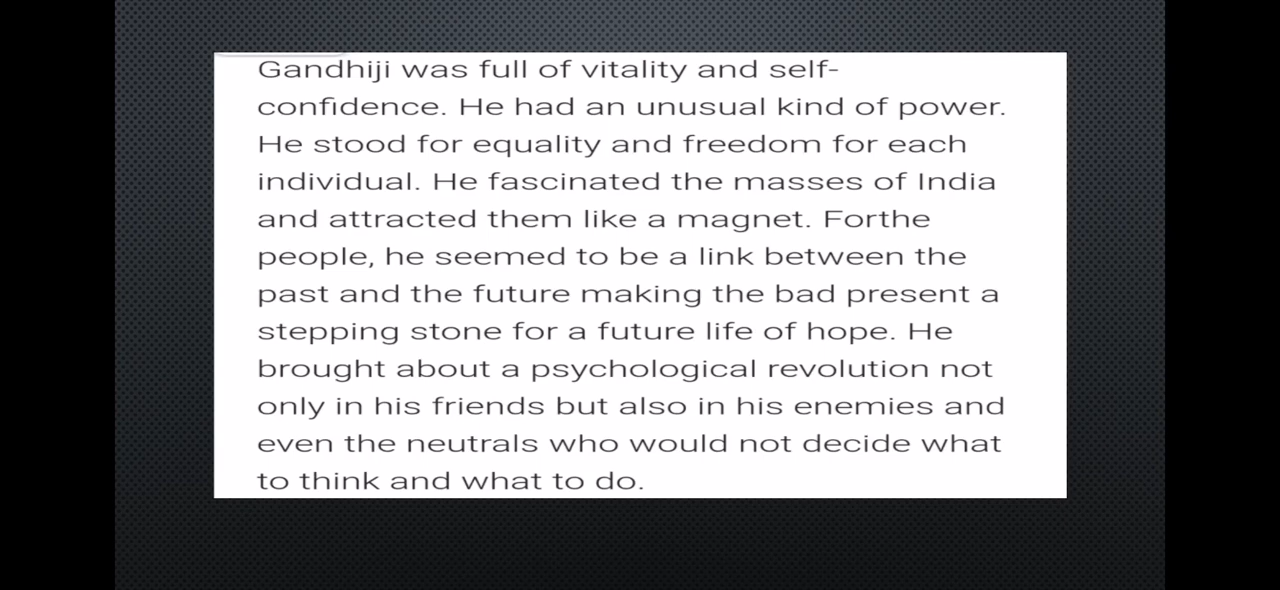 Gandhiji was full of vitality and self-
confidence. He had an unusual kind of power.
He stood for equality and freedom for each
individual. He fascinated the masses of India
and attracted them like a magnet. Forthe
people, he seemed to be a link between the
past and the future making the bad present a
stepping stone for a future life of hope. He
brought about a psychological revolution not
only in his friends but also in his enemies and
even the neutrals who would not decide what
to think and what to do.